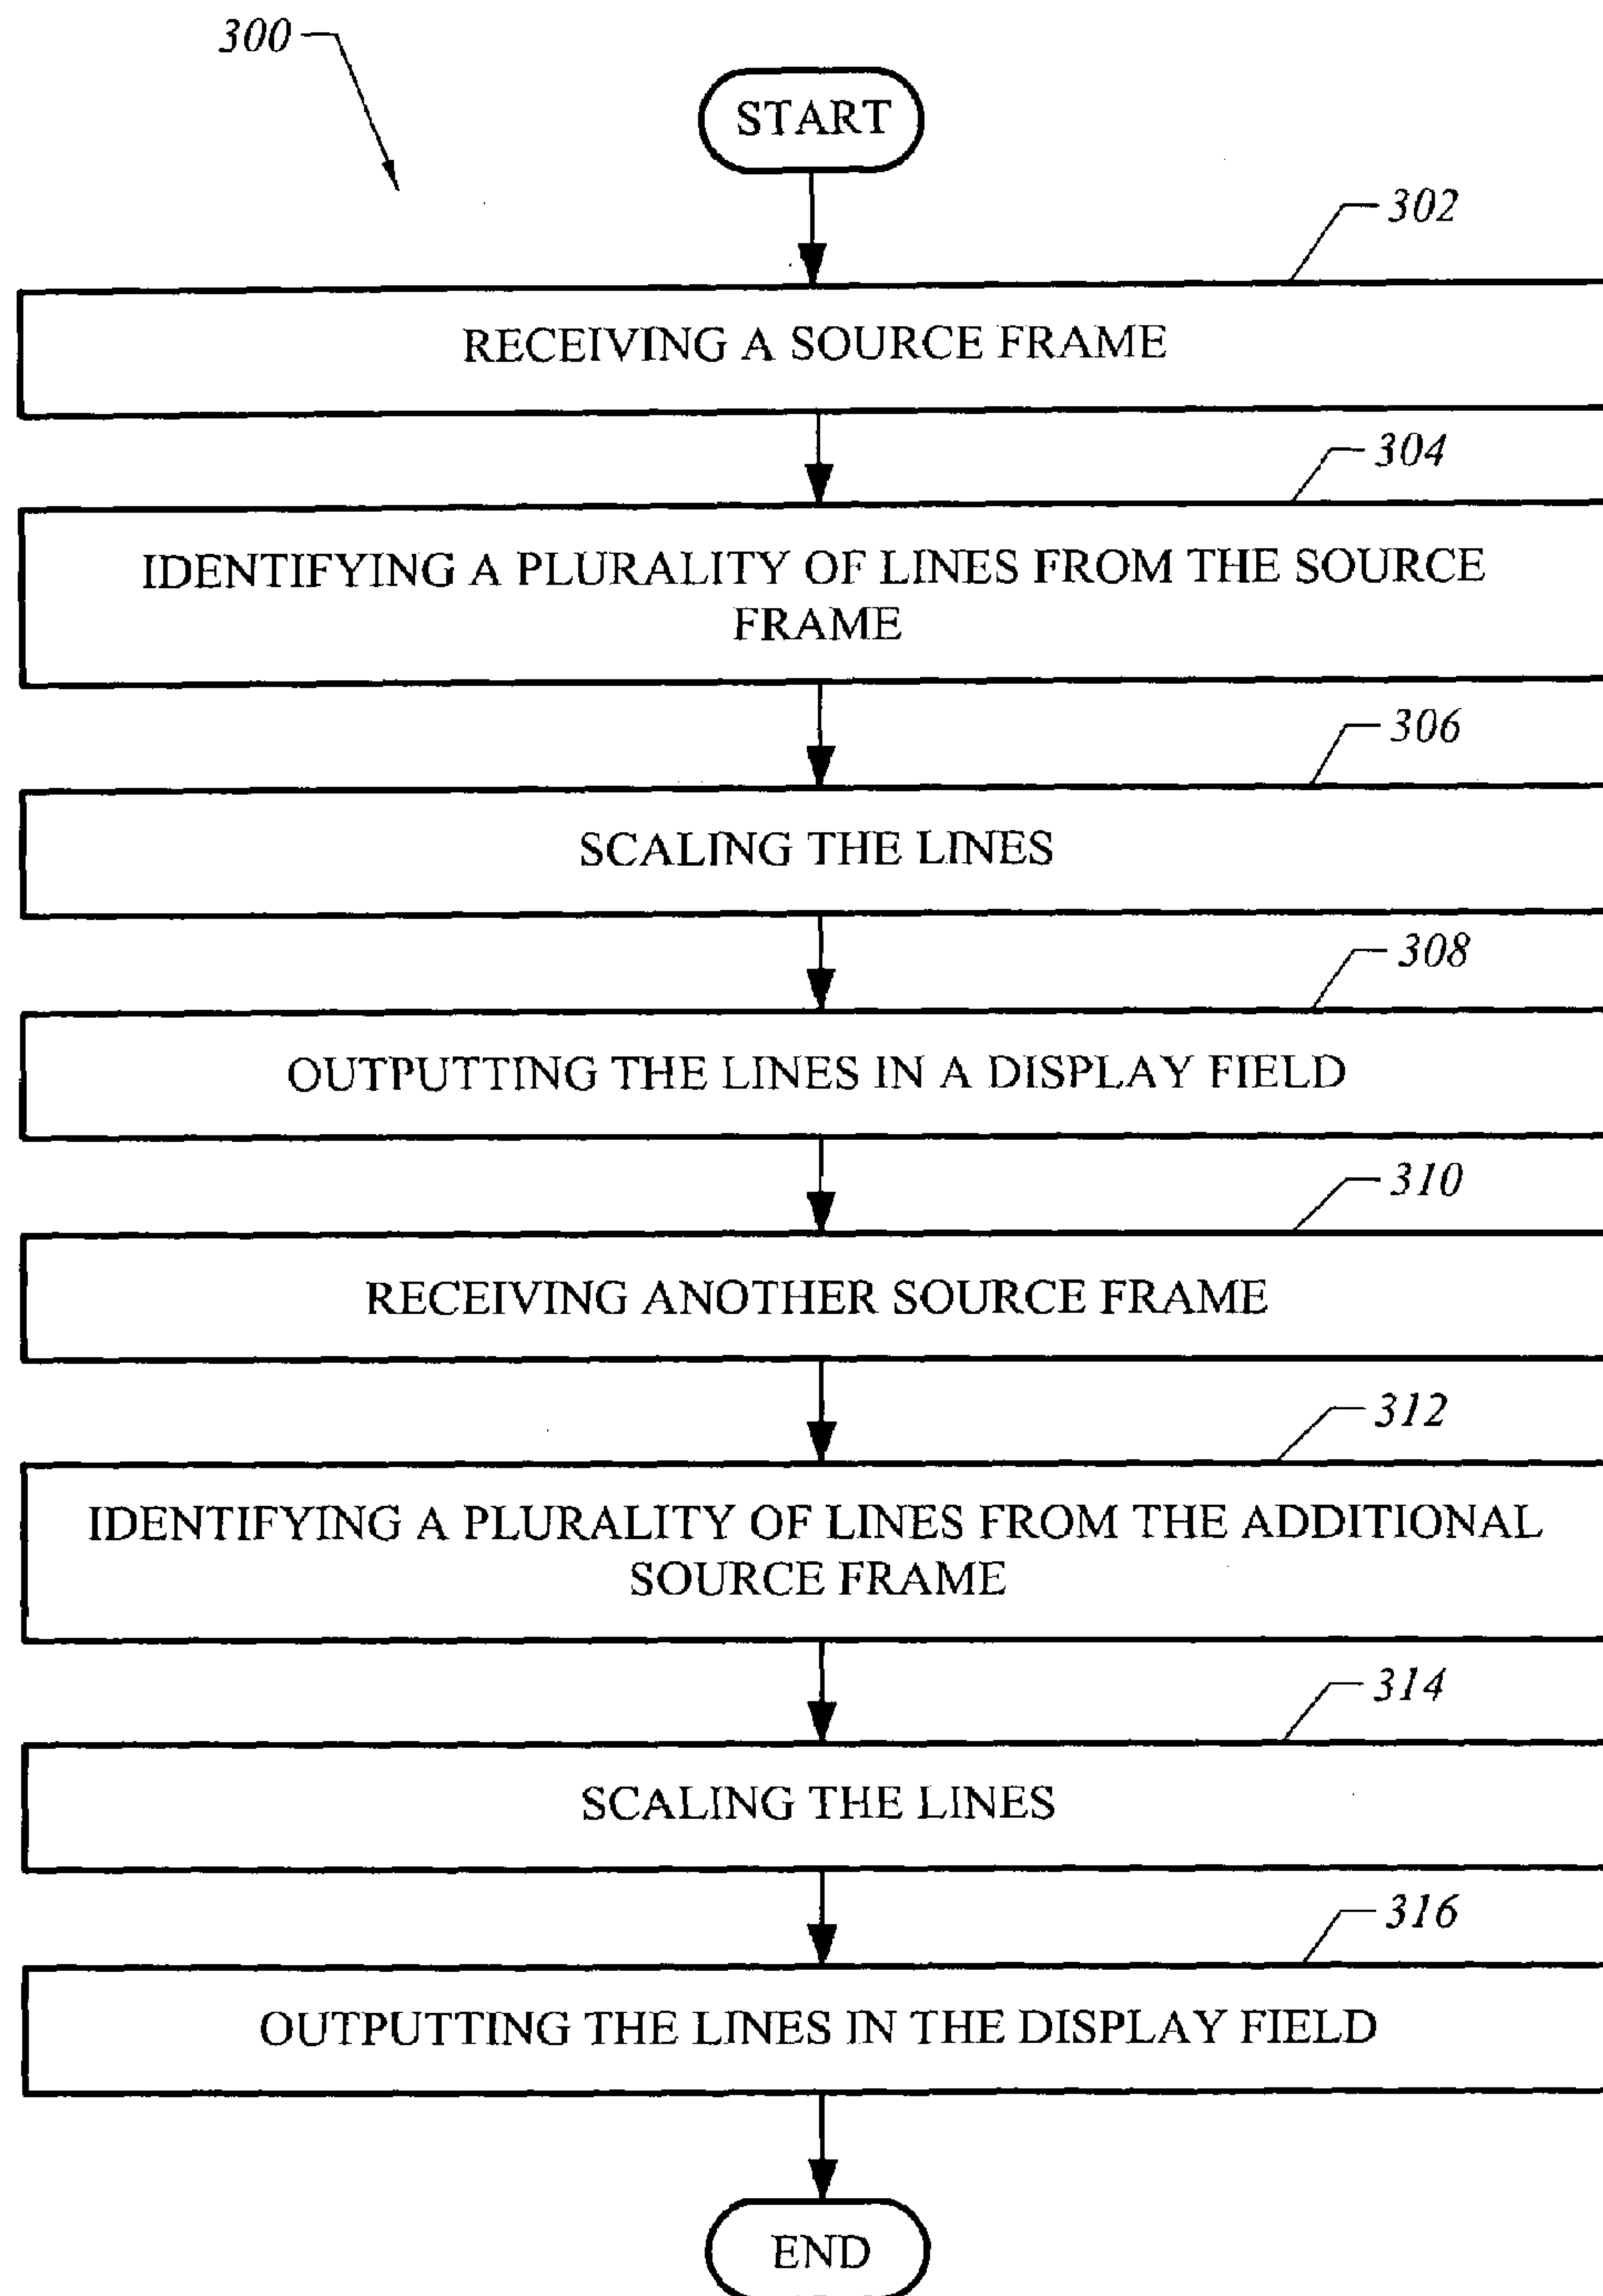 300
START
302
RECEIVING A SOURCE FRAME
304
IDENTIFYING A PLURALITY OF LINES FROM THE SOURCE
FRAME
306
SCALING THE LINES
308
OUTPUTTING THE LINES IN A DISPLAY FIELD
310
RECEIVING ANOTHER SOURCE FRAME
312
IDENTIFYING A PLURALITY OF LINES FROM THE ADDITIONAL
SOURCE FRAME
314
SCALING THE LINES
316
OUTPUTTING THE LINES IN THE DISPLAY FIELD
END